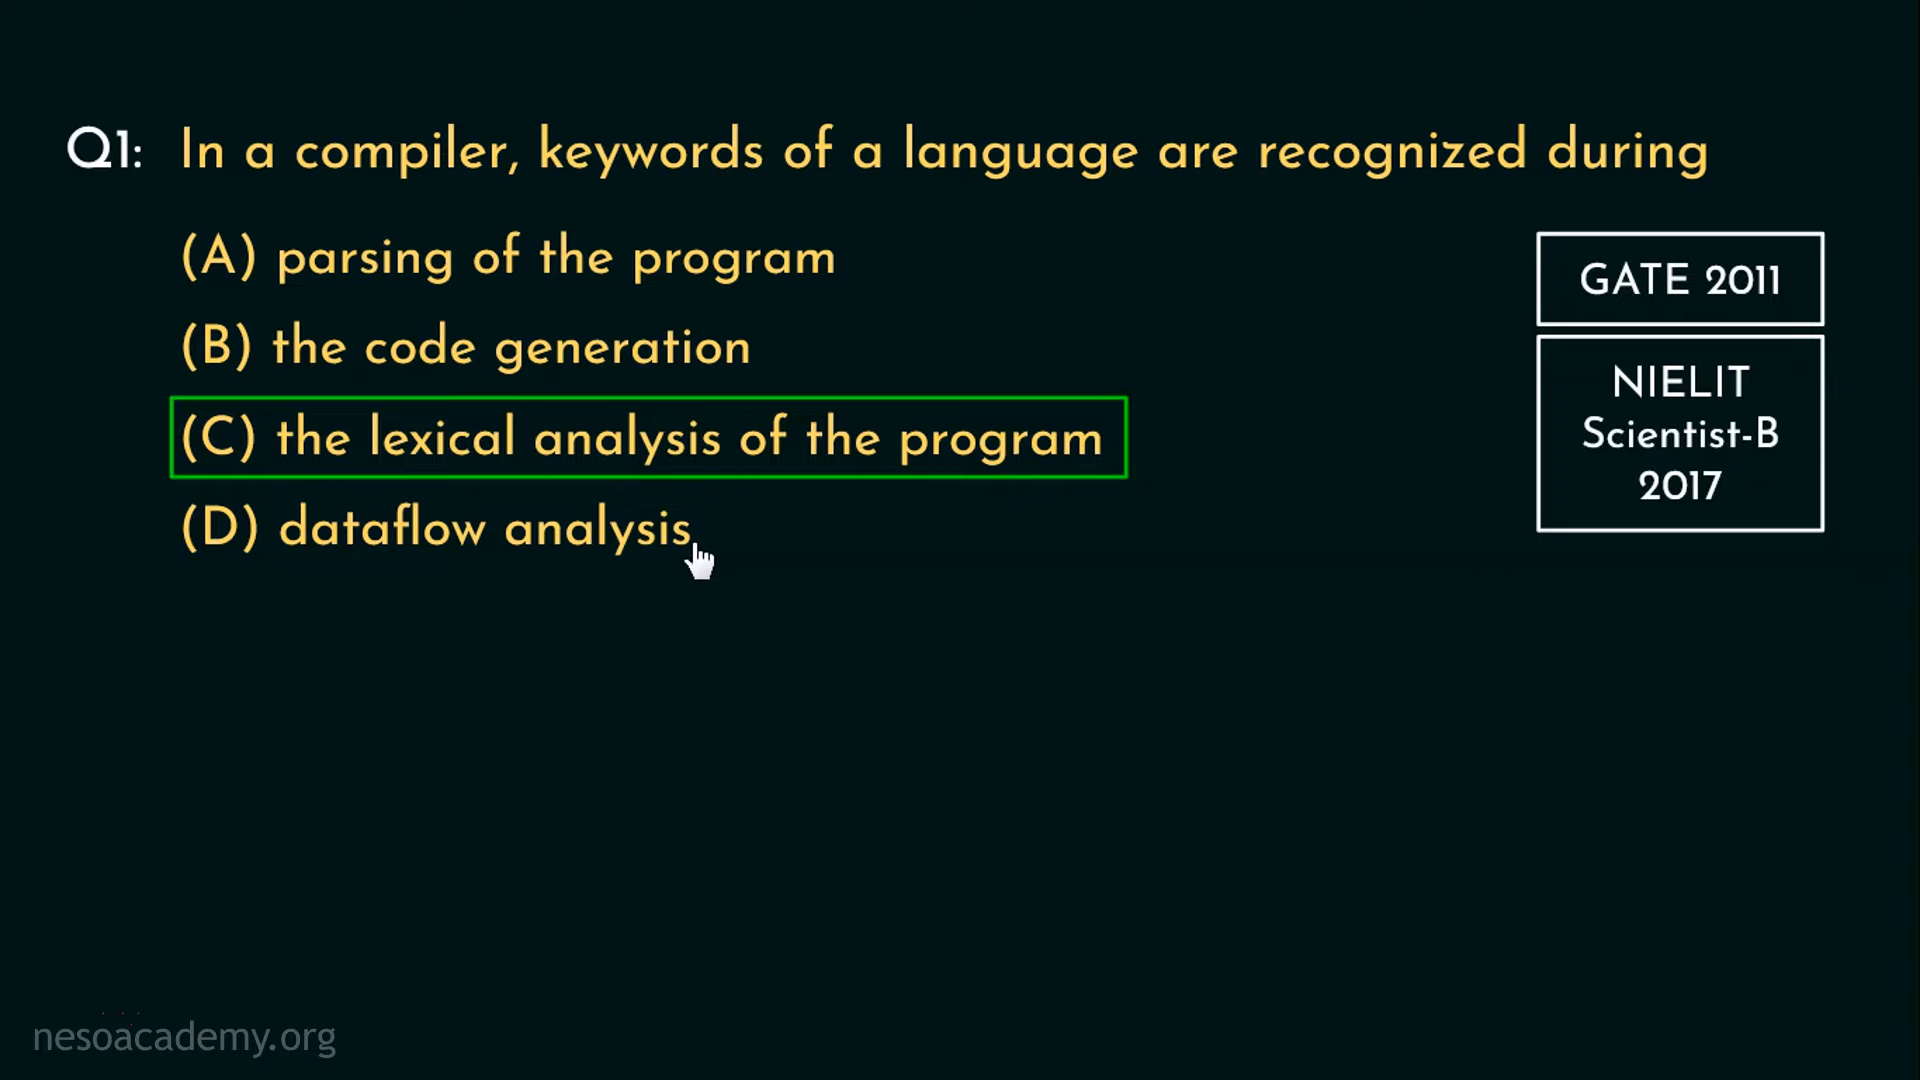 Q1: In a compiler, keywords of a language are recognized during
(A) parsing of the program
(B) the code generation
(C) the lexical analysis of the program
(D) dataflow analysis
GATE 2011
NIELIT
Scientist-B
2017
nesoacademy.org